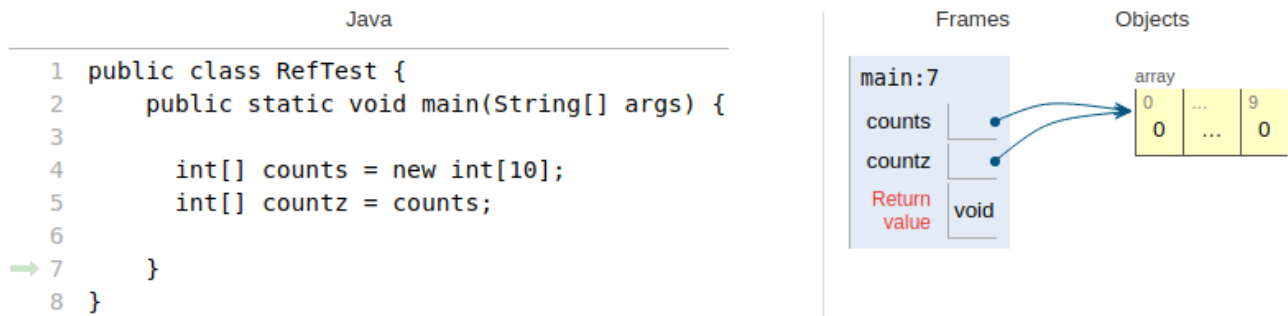 Java
1 public class RefTest {
2 public static void main(String[] args) {
3
4 int[] counts = new int[10];
5 int[] countz = counts;
6
7 }
8 }
Frames Objects
main:7
counts
countz
Return value void
array
0 ... 9
0 ... 0